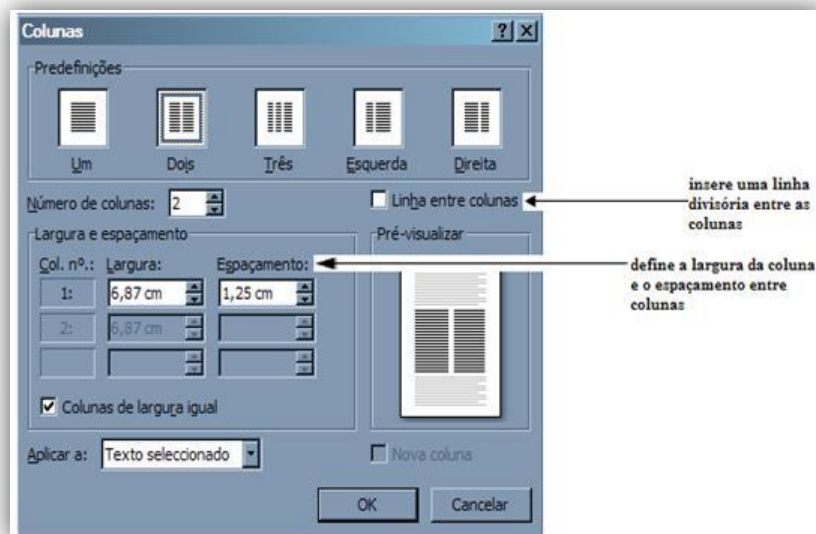 Colunas
Predefinições
Um Dois Três Esquerda Direita
Número de colunas: 2
Linha entre colunas
insere uma linha
divisória entre as
colunas
Largura e espaçamento
Pré-visualizar
Col. nº.: Largura: Espaçamento:
define a largura da coluna
e o espaçamento entre
colunas
1: 6,87 cm 1,25 cm
2: 6,87 cm
Colunas de largura igual
Aplicar a: Texto seleccionado
Nova coluna
OK Cancelar